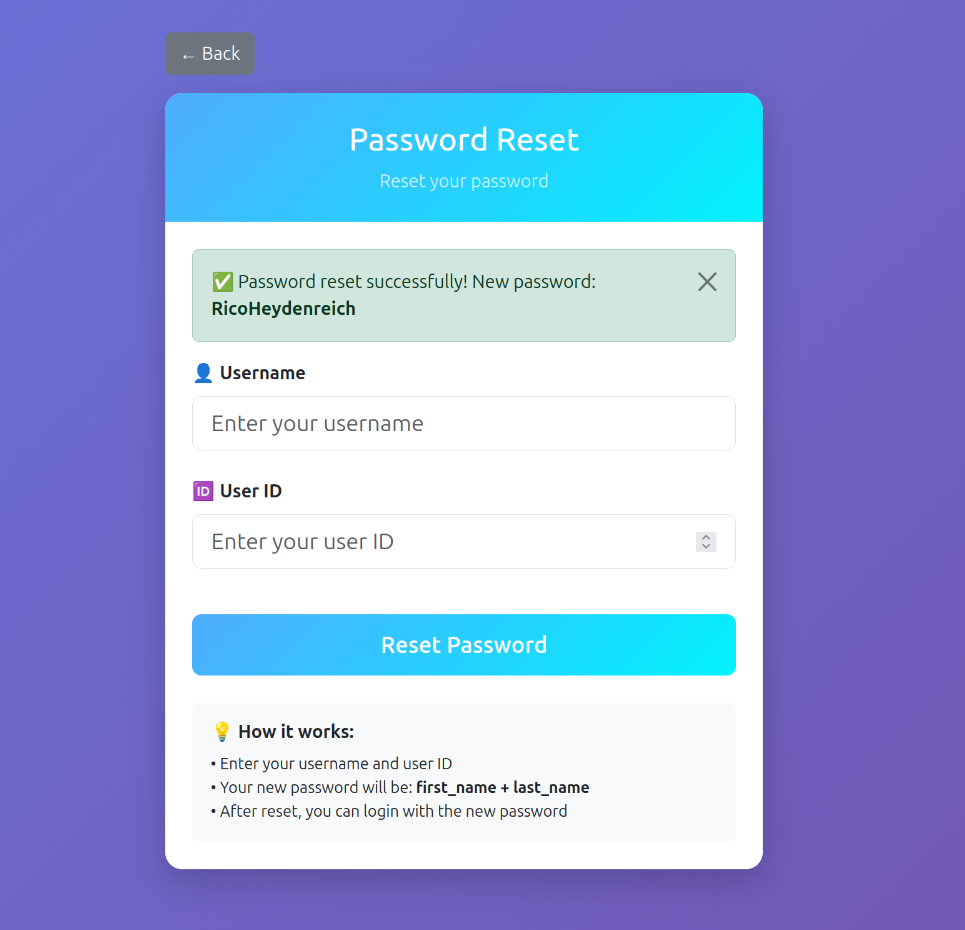 ← Back
Password Reset
Reset your password
✅ Password reset successfully! New password:
RicoHeydenreich
👤 Username
Enter your username
🆔 User ID
Enter your user ID
Reset Password
💡 How it works:
• Enter your username and user ID
• Your new password will be: first_name + last_name
• After reset, you can login with the new password